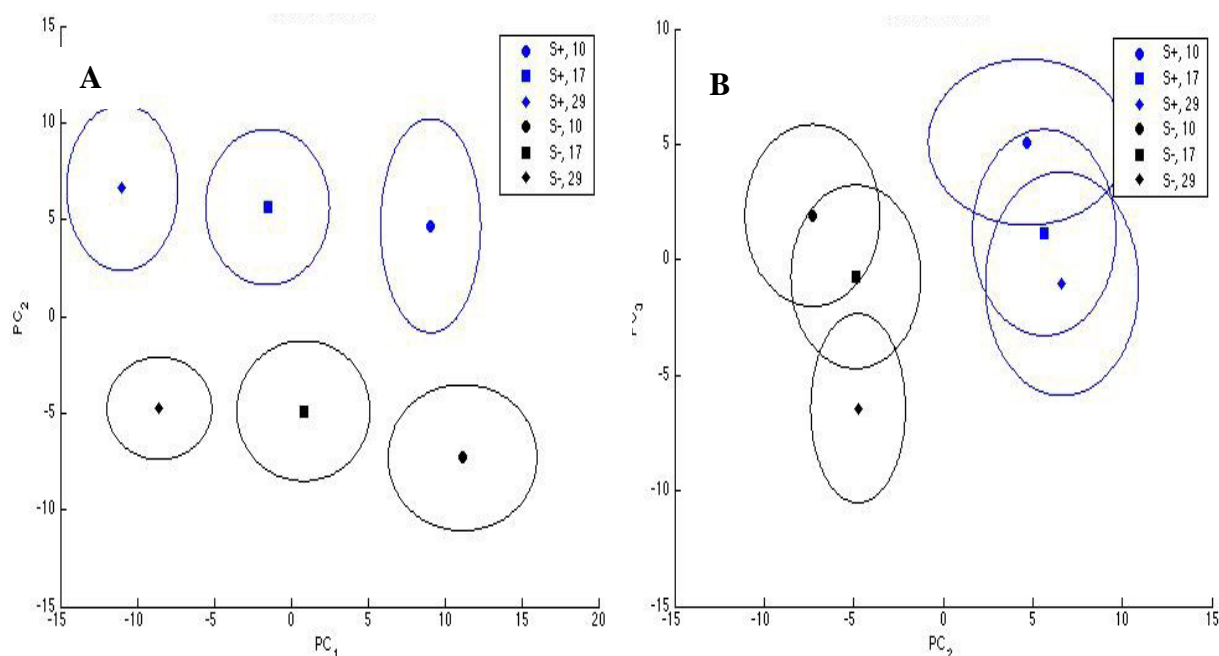 15
A
10
5
0
-5
-10
-15
PC2
-15 -10 -5 0 5 10 15 20
PC1
S+, 10
S+, 17
S+, 29
S-, 10
S-, 17
S-, 29
10
B
5
0
-5
-10
-15
PC3
-15 -10 -5 0 5 10 15
PC2
S+, 10
S+, 17
S+, 29
S-, 10
S-, 17
S-, 29